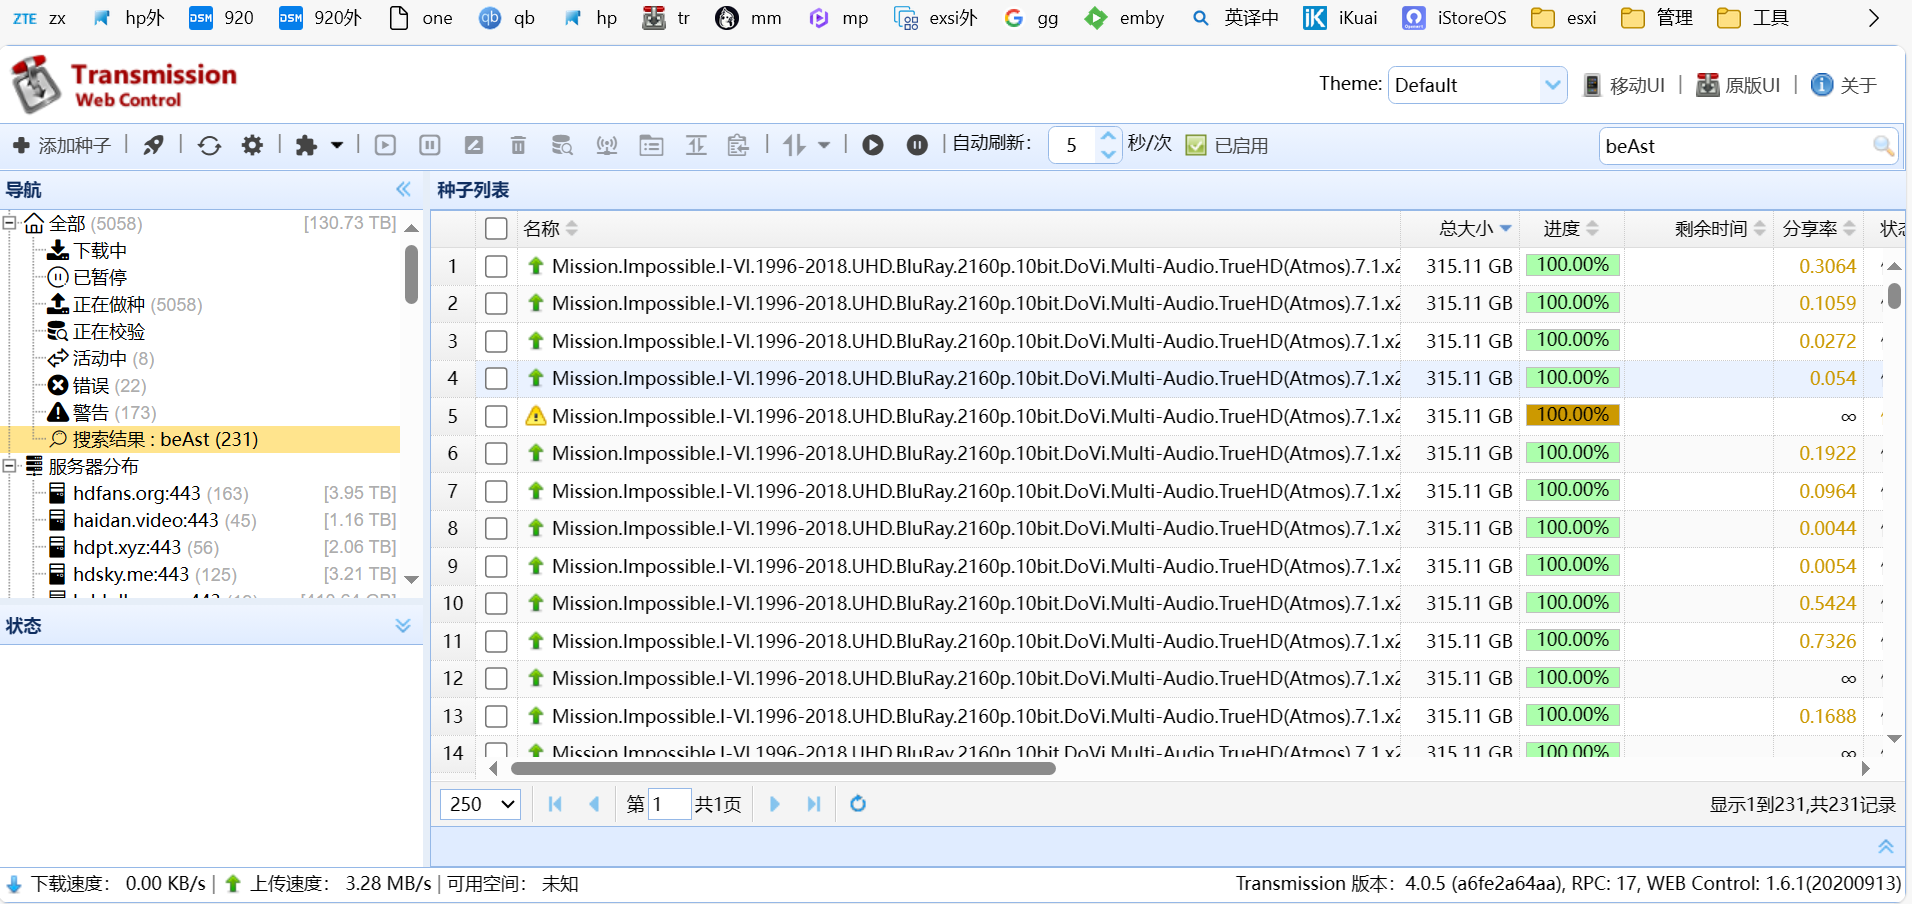 ZTE zx hp外 DSM 920 DSM 920外 one qb qb hp tr mm mp exsi外 G gg emby 英译中 iK iKuai iStoreOS esxi 管理 工具
Transmission
Web Control
Theme: Default 移动UI | 原版UI | 关于
添加种子 自动刷新: 5 秒/次 已启用 beAst
导航
全部 (5058) [130.73 TB]
下载中
已暂停
正在做种 (5058)
正在校验
活动中 (8)
错误 (22)
警告 (173)
搜索结果 : beAst (231)
服务器分布
hdfans.org:443 (163) [3.95 TB]
haidan.video:443 (45) [1.16 TB]
hdpt.xyz:443 (56) [2.06 TB]
hdsky.me:443 (125) [3.21 TB]
状态
种子列表
名称 总大小 进度 剩余时间 分享率 状态
1 Mission.Impossible.I-VI.1996-2018.UHD.BluRay.2160p.10bit.DoVi.Multi-Audio.TrueHD(Atmos).7.1.x2 315.11 GB 100.00% 0.3064
2 Mission.Impossible.I-VI.1996-2018.UHD.BluRay.2160p.10bit.DoVi.Multi-Audio.TrueHD(Atmos).7.1.x2 315.11 GB 100.00% 0.1059
3 Mission.Impossible.I-VI.1996-2018.UHD.BluRay.2160p.10bit.DoVi.Multi-Audio.TrueHD(Atmos).7.1.x2 315.11 GB 100.00% 0.0272
4 Mission.Impossible.I-VI.1996-2018.UHD.BluRay.2160p.10bit.DoVi.Multi-Audio.TrueHD(Atmos).7.1.x2 315.11 GB 100.00% 0.054
5 Mission.Impossible.I-VI.1996-2018.UHD.BluRay.2160p.10bit.DoVi.Multi-Audio.TrueHD(Atmos).7.1.x2 315.11 GB 100.00% ∞
6 Mission.Impossible.I-VI.1996-2018.UHD.BluRay.2160p.10bit.DoVi.Multi-Audio.TrueHD(Atmos).7.1.x2 315.11 GB 100.00% 0.1922
7 Mission.Impossible.I-VI.1996-2018.UHD.BluRay.2160p.10bit.DoVi.Multi-Audio.TrueHD(Atmos).7.1.x2 315.11 GB 100.00% 0.0964
8 Mission.Impossible.I-VI.1996-2018.UHD.BluRay.2160p.10bit.DoVi.Multi-Audio.TrueHD(Atmos).7.1.x2 315.11 GB 100.00% 0.0044
9 Mission.Impossible.I-VI.1996-2018.UHD.BluRay.2160p.10bit.DoVi.Multi-Audio.TrueHD(Atmos).7.1.x2 315.11 GB 100.00% 0.0054
10 Mission.Impossible.I-VI.1996-2018.UHD.BluRay.2160p.10bit.DoVi.Multi-Audio.TrueHD(Atmos).7.1.x2 315.11 GB 100.00% 0.5424
11 Mission.Impossible.I-VI.1996-2018.UHD.BluRay.2160p.10bit.DoVi.Multi-Audio.TrueHD(Atmos).7.1.x2 315.11 GB 100.00% 0.7326
12 Mission.Impossible.I-VI.1996-2018.UHD.BluRay.2160p.10bit.DoVi.Multi-Audio.TrueHD(Atmos).7.1.x2 315.11 GB 100.00% ∞
13 Mission.Impossible.I-VI.1996-2018.UHD.BluRay.2160p.10bit.DoVi.Multi-Audio.TrueHD(Atmos).7.1.x2 315.11 GB 100.00% 0.1688
14 Mission.Impossible.I-VI.1996-2018.UHD.BluRay.2160p.10bit.DoVi.Multi-Audio.TrueHD(Atmos).7.1.x2 315.11 GB 100.00% ∞
250 第 1 共1页 显示1到231,共231记录
下载速度: 0.00 KB/s | 上传速度: 3.28 MB/s | 可用空间: 未知 Transmission 版本: 4.0.5 (a6fe2a64aa), RPC: 17, WEB Control: 1.6.1(20200913)